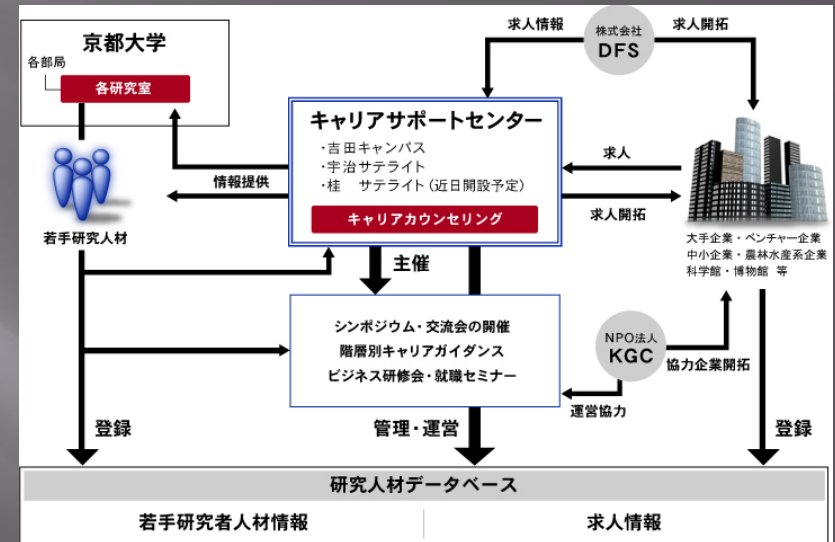 京都大学
各部局
各研究室
若手研究人材
求人情報
株式会社
DFS
求人開拓
キャリアサポートセンター
・吉田キャンパス
・宇治サテライト
・桂　サテライト（近日開設予定）
キャリアカウンセリング
情報提供
求人
求人開拓
大手企業・ベンチャー企業
中小企業・農林水産系企業
科学館・博物館 等
主催
シンポジウム・交流会の開催
階層別キャリアガイダンス
ビジネス研修会・就職セミナー
NPO法人
KGC
協力企業開拓
運営協力
登録
管理・運営
登録
研究人材データベース
若手研究者人材情報
求人情報